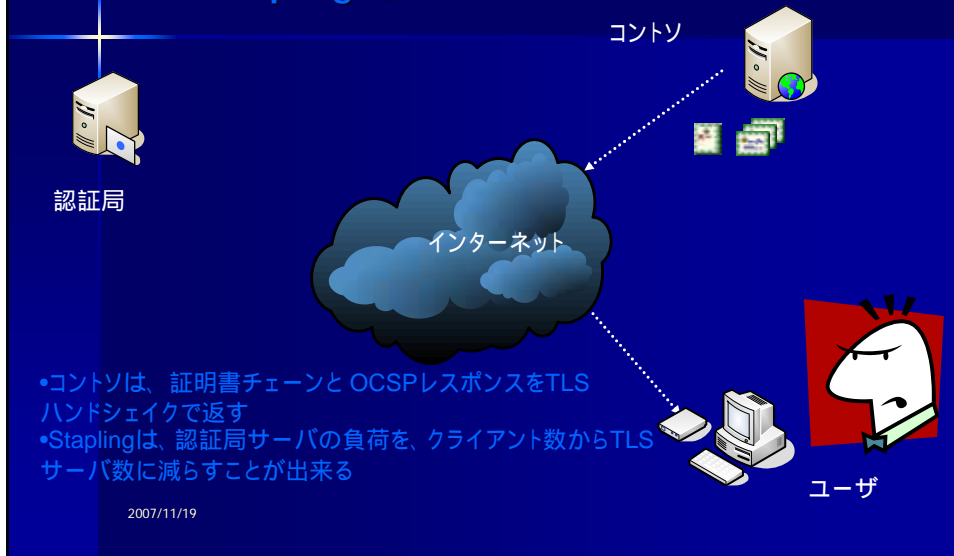 コントソ
認証局
インターネット
•コントソは、証明書チェーンと OCSPレスポンスをTLS
ハンドシェイクで返す
•Staplingは、認証局サーバの負荷を、クライアント数からTLS
サーバ数に減らすことが出来る
ユーザ
2007/11/19